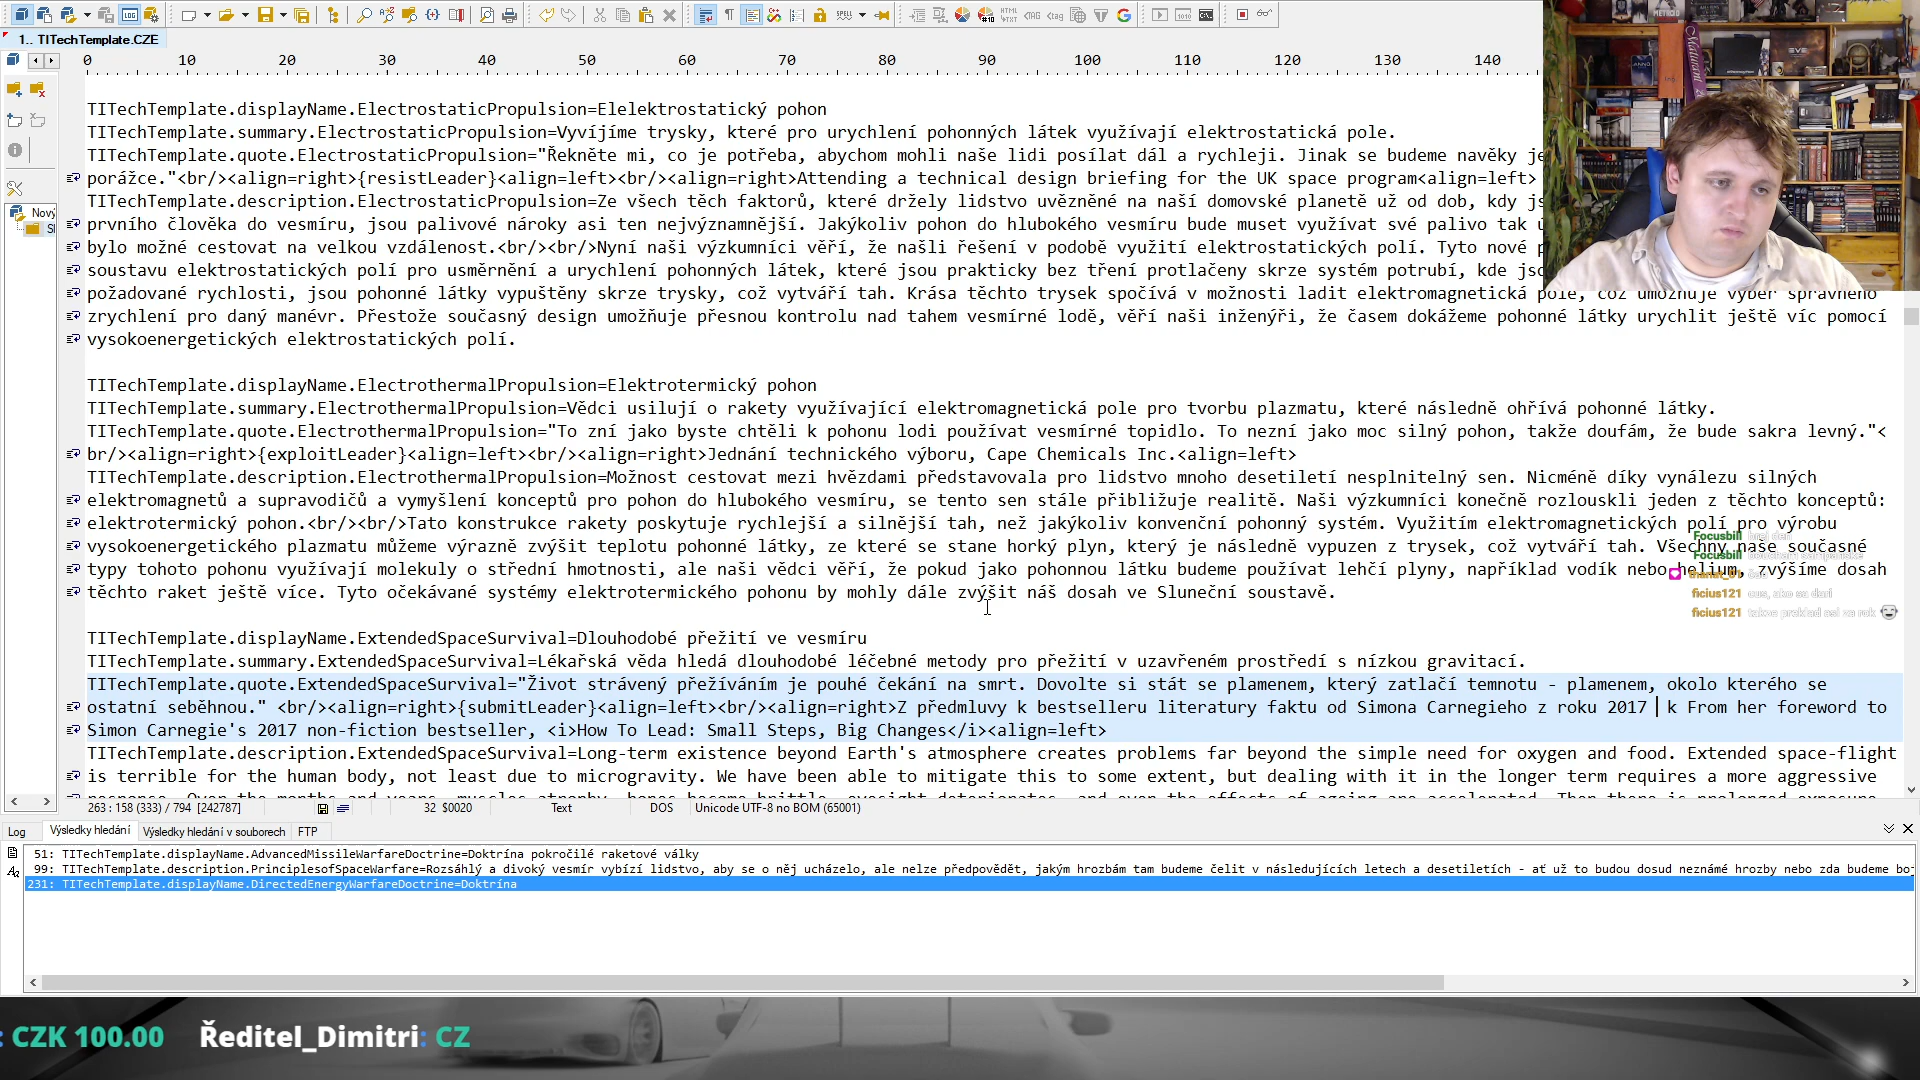 1.. TITechTemplate.CZE
0 10 20 30 40 50 60 70 80 90 100 110 120 130 140
TITechTemplate.displayName.ElectrostaticPropulsion=Elelektrostatický pohon
TITechTemplate.summary.ElectrostaticPropulsion=Vyvíjíme trysky, které pro urychlení pohonných látek využívají elektrostatická pole.
TITechTemplate.quote.ElectrostaticPropulsion="Řekněte mi, co je potřeba, abychom mohli naše lidi posílat dál a rychleji. Jinak se budeme navěky
porážce."<br/><align=right>{resistLeader}<align=left><br/><align=right>Attending a technical design briefing for the UK space program<align=left>
TITechTemplate.description.ElectrostaticPropulsion=Ze všech těch faktorů, které držely lidstvo uvězněné na naší domovské planetě už od dob, kdy
prvního člověka do vesmíru, jsou palivové nároky asi ten nejvýznamnější. Jakýkoliv pohon do hlubokého vesmíru bude muset využívat své palivo tak
bylo možné cestovat na velkou vzdálenost.<br/><br/>Nyní naši výzkumníci věří, že našli řešení v podobě využití elektrostatických polí. Tyto nové
soustavu elektrostatických polí pro usměrnění a urychlení pohonných látek, které jsou prakticky bez tření protlačeny skrze systém potrubí, kde
požadované rychlosti, jsou pohonné látky vypuštěny skrze trysky, což vytváří tah. Krása těchto trysek spočívá v možnosti ladit elektromagnetická pole, což umožňuje výběr správného
zrychlení pro daný manévr. Přestože současný design umožňuje přesnou kontrolu nad tahem vesmírné lodě, věří naši inženýři, že časem dokážeme pohonné látky urychlit ještě víc pomocí
vysokoenergetických elektrostatických polí.
TITechTemplate.displayName.ElectrothermalPropulsion=Elektrotermický pohon
TITechTemplate.summary.ElectrothermalPropulsion=Vědci usilují o rakety využívající elektromagnetická pole pro tvorbu plazmatu, které následně ohřívá pohonné látky.
TITechTemplate.quote.ElectrothermalPropulsion="To zní jako byste chtěli k pohonu lodi používat vesmírné topidlo. To nezní jako moc silný pohon, takže doufám, že bude sakra levný."<
br/><align=right>{exploitLeader}<align=left><br/><align=right>Jednání technického výboru, Cape Chemicals Inc.<align=left>
TITechTemplate.description.ElectrothermalPropulsion=Možnost cestovat mezi hvězdami představovala pro lidstvo mnoho desetiletí nesplnitelný sen. Nicméně díky vynálezu silných
elektromagnetů a supravodičů a vymyšlení konceptů pro pohon do hlubokého vesmíru, se tento sen stále přibližuje realitě. Naši výzkumníci konečně rozlouskli jeden z těchto konceptů:
elektrotermický pohon.<br/><br/>Tato konstrukce rakety poskytuje rychlejší a silnější tah, než jakýkoliv konvenční pohonný systém. Využitím elektromagnetických polí pro výrobu
vysokoenergetického plazmatu můžeme výrazně zvýšit teplotu pohonné látky, ze které se stane horký plyn, který je následně vypuzen z trysek, což vytváří tah. Všechny naše současné
typy tohoto pohonu využívají molekuly o střední hmotnosti, ale naši vědci věří, že pokud jako pohonnou látku budeme používat lehčí plyny, například vodík nebo helium, zvýšíme dosah
těchto raket ještě více. Tyto očekávané systémy elektrotermického pohonu by mohly dále zvýšit náš dosah ve Sluneční soustavě.
Focusbill
Focusbill
ficius121
ficius121
TITechTemplate.displayName.ExtendedSpaceSurvival=Dlouhodobé přežití ve vesmíru
TITechTemplate.summary.ExtendedSpaceSurvival=Lékařská věda hledá dlouhodobé léčebné metody pro přežití v uzavřeném prostředí s nízkou gravitací.
TITechTemplate.quote.ExtendedSpaceSurvival="Život strávený přežíváním je pouhé čekání na smrt. Dovolte si stát se plamenem, který zatlačí temnotu - plamenem, okolo kterého se
ostatní seběhnou." <br/><align=right>{submitLeader}<align=left><br/><align=right>Z předmluvy k bestselleru literatury faktu od Simona Carnegieho z roku 2017 k From her foreword to
Simon Carnegie's 2017 non-fiction bestseller, <i>How To Lead: Small Steps, Big Changes</i><align=left>
TITechTemplate.description.ExtendedSpaceSurvival=Long-term existence beyond Earth's atmosphere creates problems far beyond the simple need for oxygen and food. Extended space-flight
is terrible for the human body, not least due to microgravity. We have been able to mitigate this to some extent, but dealing with it in the longer term requires a more aggressive
263 : 158 (333) / 794 [242787] 32 $0020 Text DOS Unicode UTF-8 no BOM (65001)
Log Výsledky hledání Výsledky hledání v souborech FTP
51: TITechTemplate.displayName.AdvancedMissileWarfareDoctrine=Doktrína pokročilé raketové války
99: TITechTemplate.description.PrinciplesofSpaceWarfare=Rozsáhlý a divoký vesmír vybízí lidstvo, aby se o něj ucházelo, ale nelze předpovědět, jakým hrozbám tam budeme čelit v následujících letech a desetiletích - ať už to budou dosud neznámé hrozby nebo zda budeme
231: TITechTemplate.displayName.DirectedEnergyWarfareDoctrine=Doktrína
: CZK 100.00 Ředitel_Dimitri: CZ